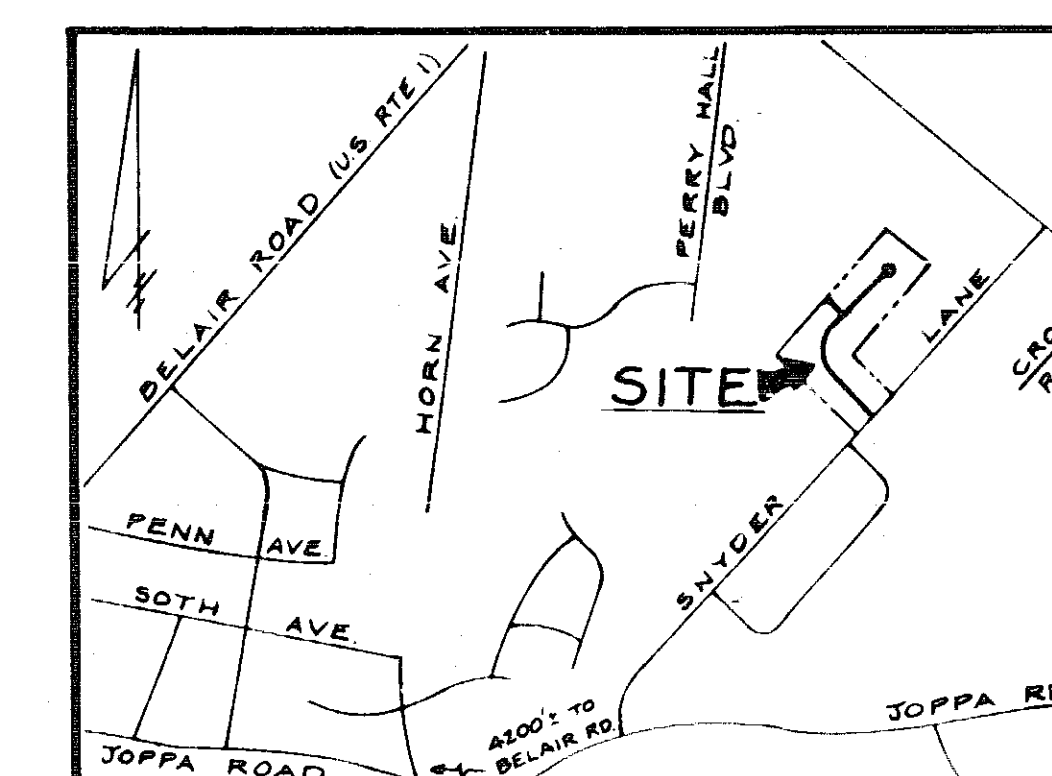 BELAIR ROAD (U.S RTE 1)
HORN AVE.
PERRY HALL
BLVD.
LANE
SITE
SNYDER
PENN AVE.
SOTH AVE.
4200'± TO
BELAIR RD.
JOPPA
JOPPA ROAD